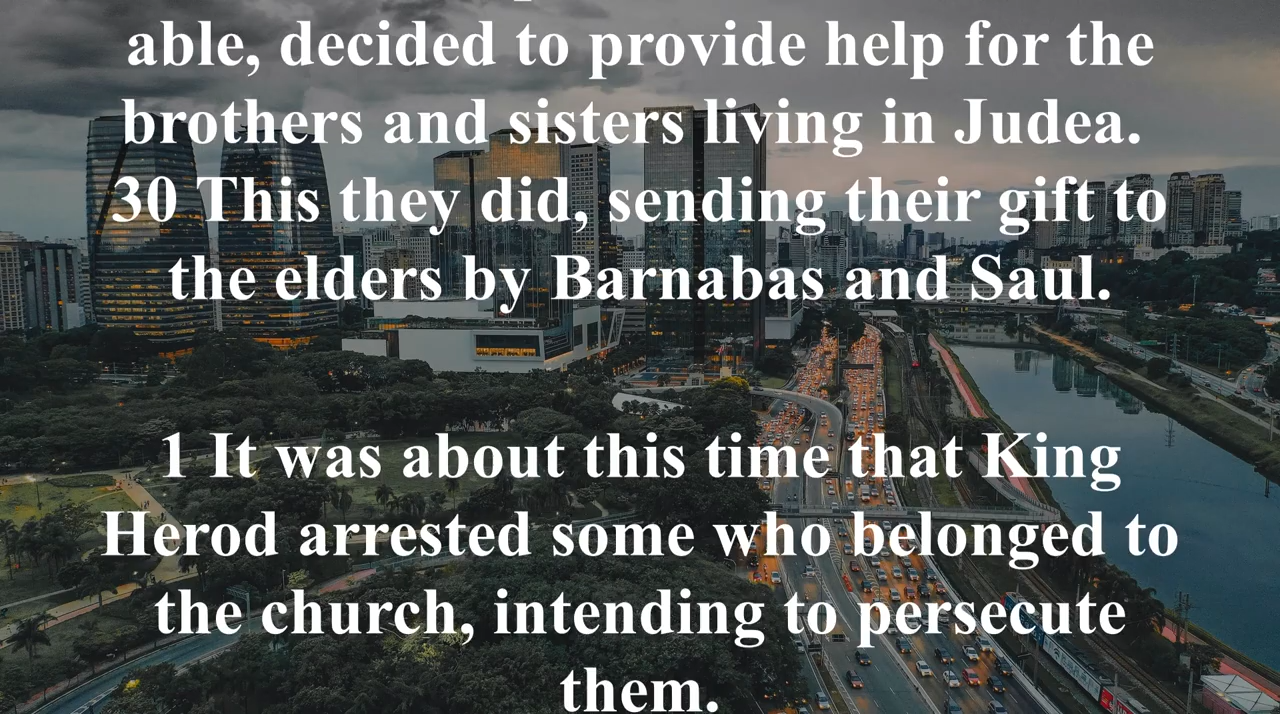 able, decided to provide help for the
brothers and sisters living in Judea.
30 This they did, sending their gift to
the elders by Barnabas and Saul.
1 It was about this time that King
Herod arrested some who belonged to
the church, intending to persecute
them.